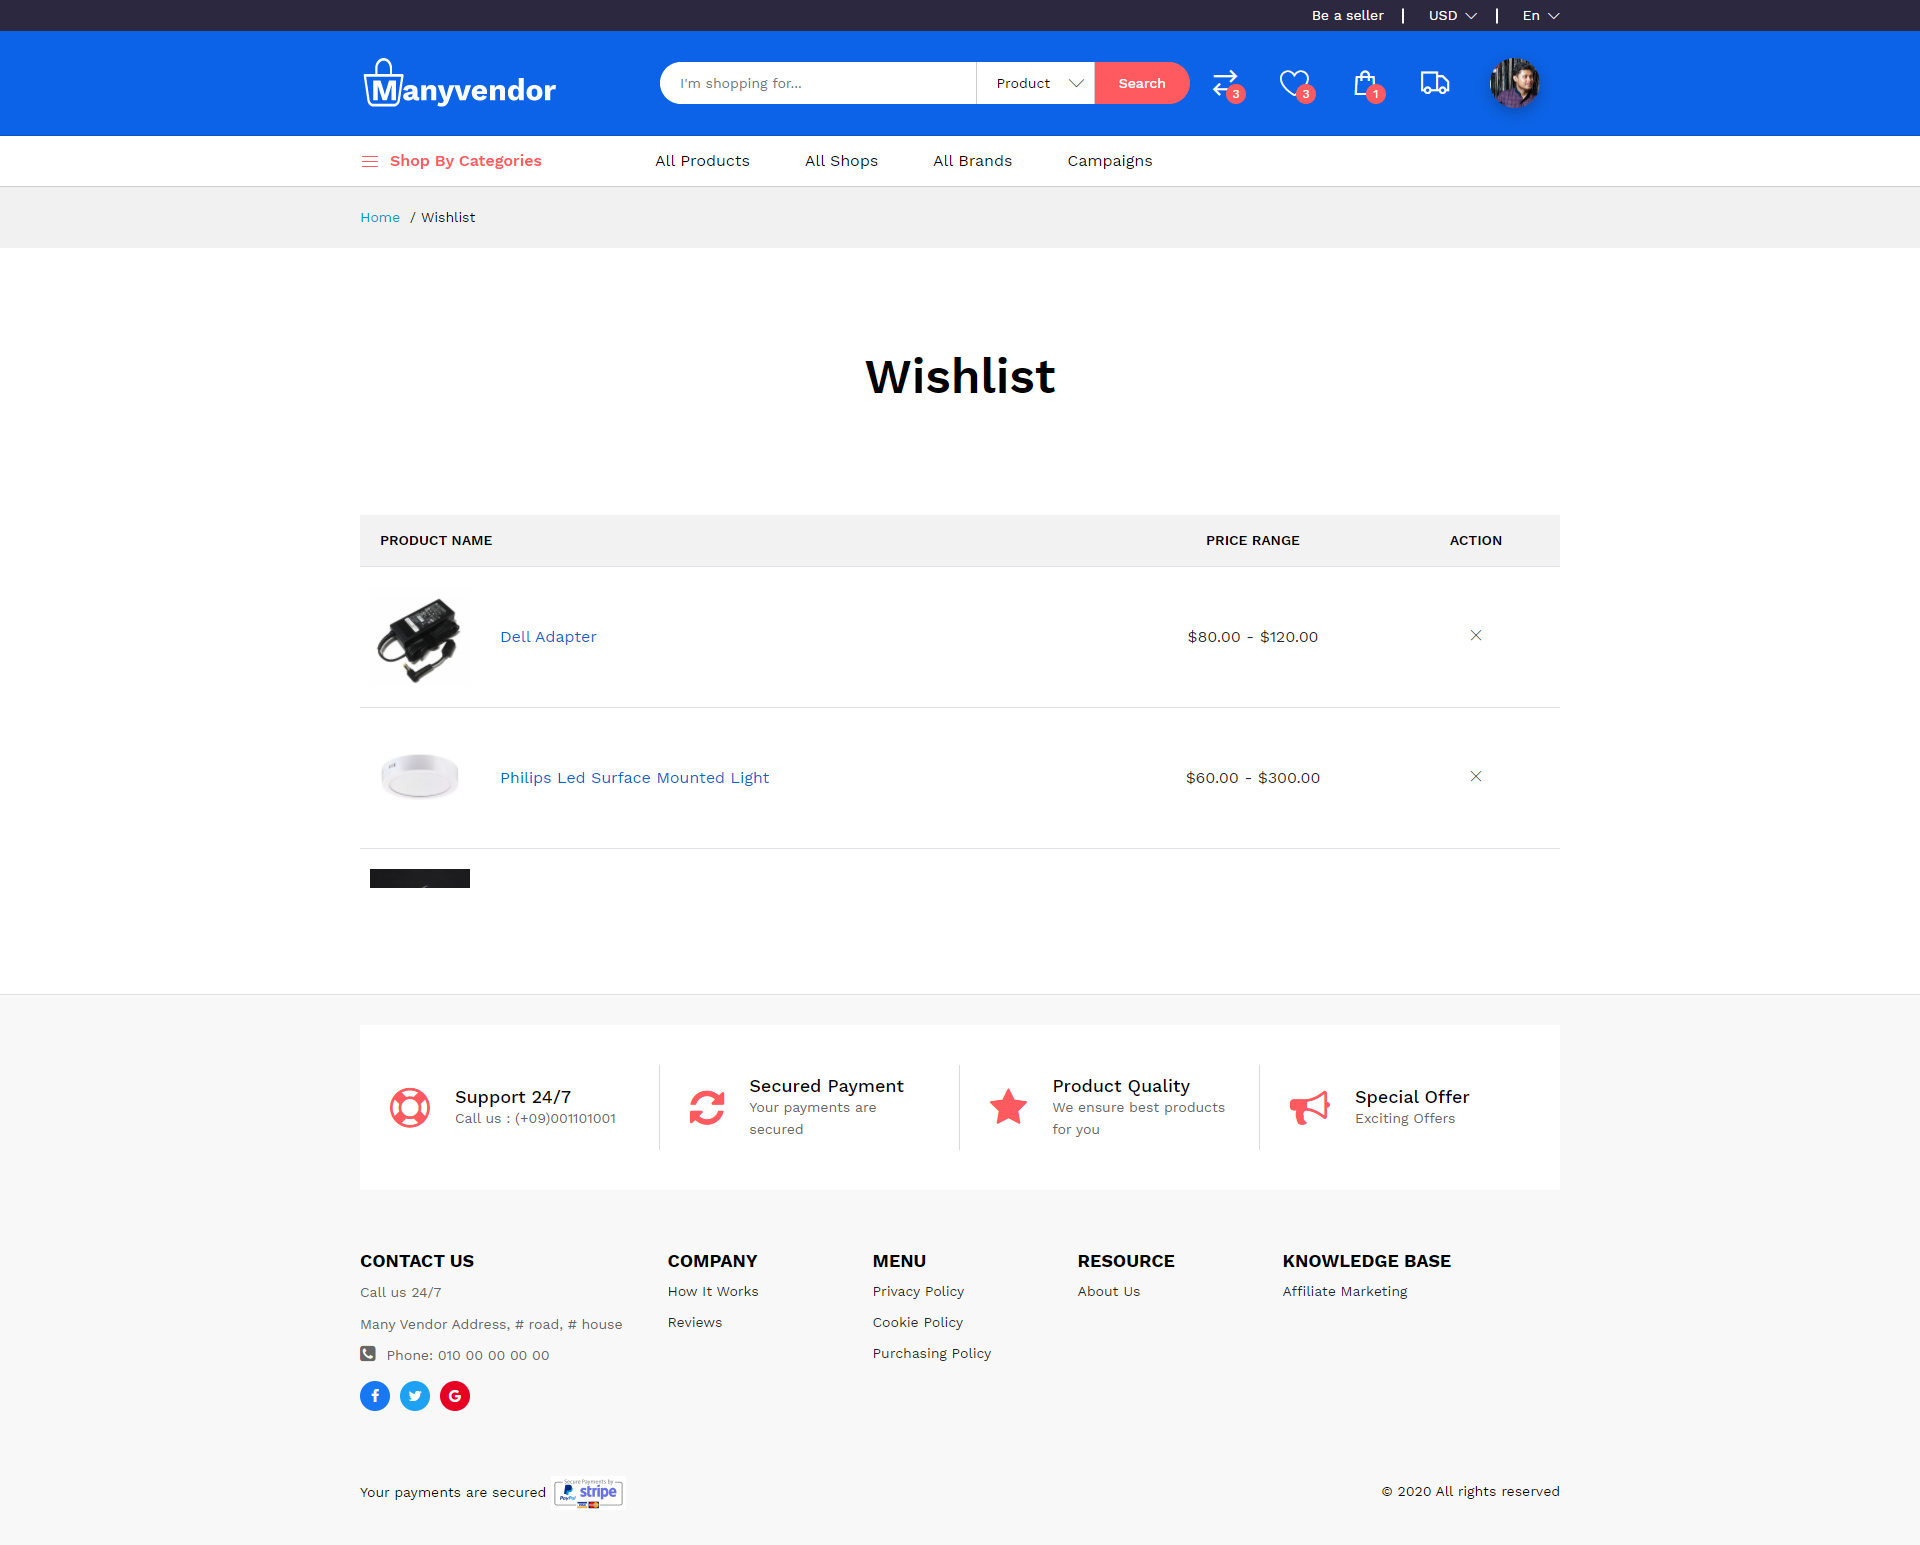 Be a seller
USD
En
Manyvendor
I'm shopping for...
Product
Search
3
3
1
Shop By Categories
All Products
All Shops
All Brands
Campaigns
Home / Wishlist
Wishlist
PRODUCT NAME
PRICE RANGE
ACTION
Dell Adapter
$80.00 - $120.00
Philips Led Surface Mounted Light
$60.00 - $300.00
Support 24/7
Call us : (+09)001101001
Secured Payment
Your payments are
secured
Product Quality
We ensure best products
for you
Special Offer
Exciting Offers
CONTACT US
Call us 24/7
Many Vendor Address, # road, # house
Phone: 010 00 00 00 00
COMPANY
How It Works
Reviews
MENU
Privacy Policy
Cookie Policy
Purchasing Policy
RESOURCE
About Us
KNOWLEDGE BASE
Affiliate Marketing
Your payments are secured
Secure Payments by
PayPal
stripe
© 2020 All rights reserved